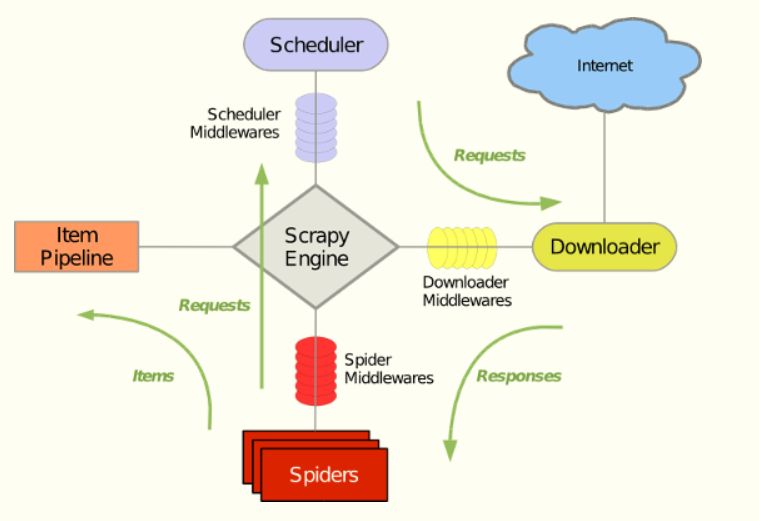 Scheduler
Internet
Scheduler
Middlewares
Requests
Item
Pipeline
Scrapy
Engine
Downloader
Downloader
Middlewares
Requests
Spider
Middlewares
Items
Responses
Spiders